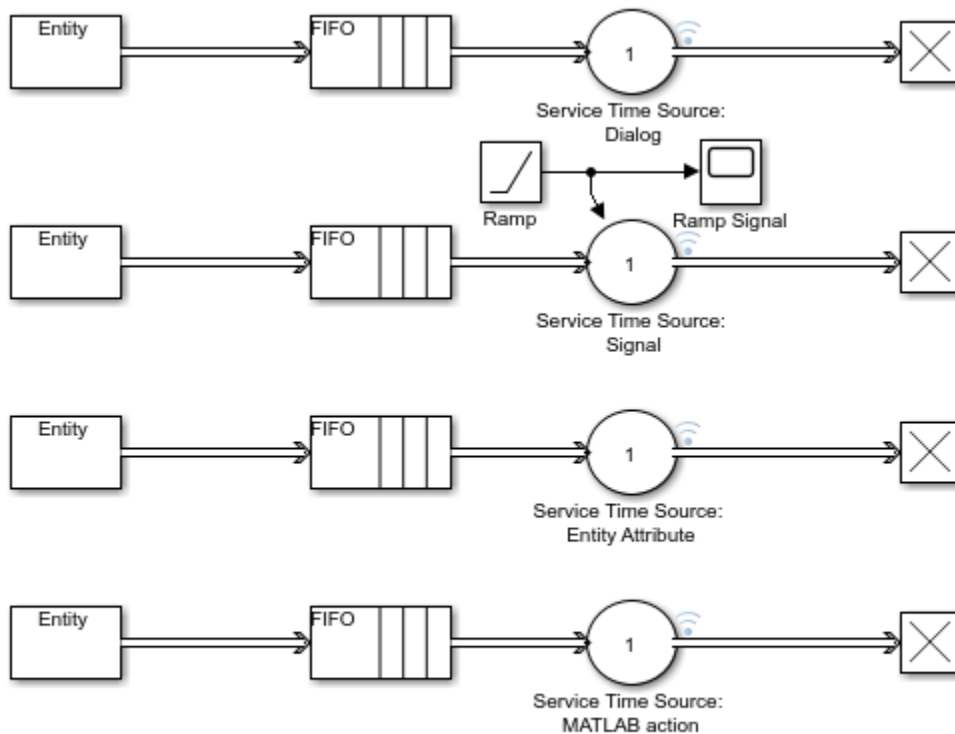 Entity
FIFO
1
Service Time Source:
Dialog
Ramp
Ramp Signal
Entity
FIFO
1
Service Time Source:
Signal
Entity
FIFO
1
Service Time Source:
Entity Attribute
Entity
FIFO
1
Service Time Source:
MATLAB action